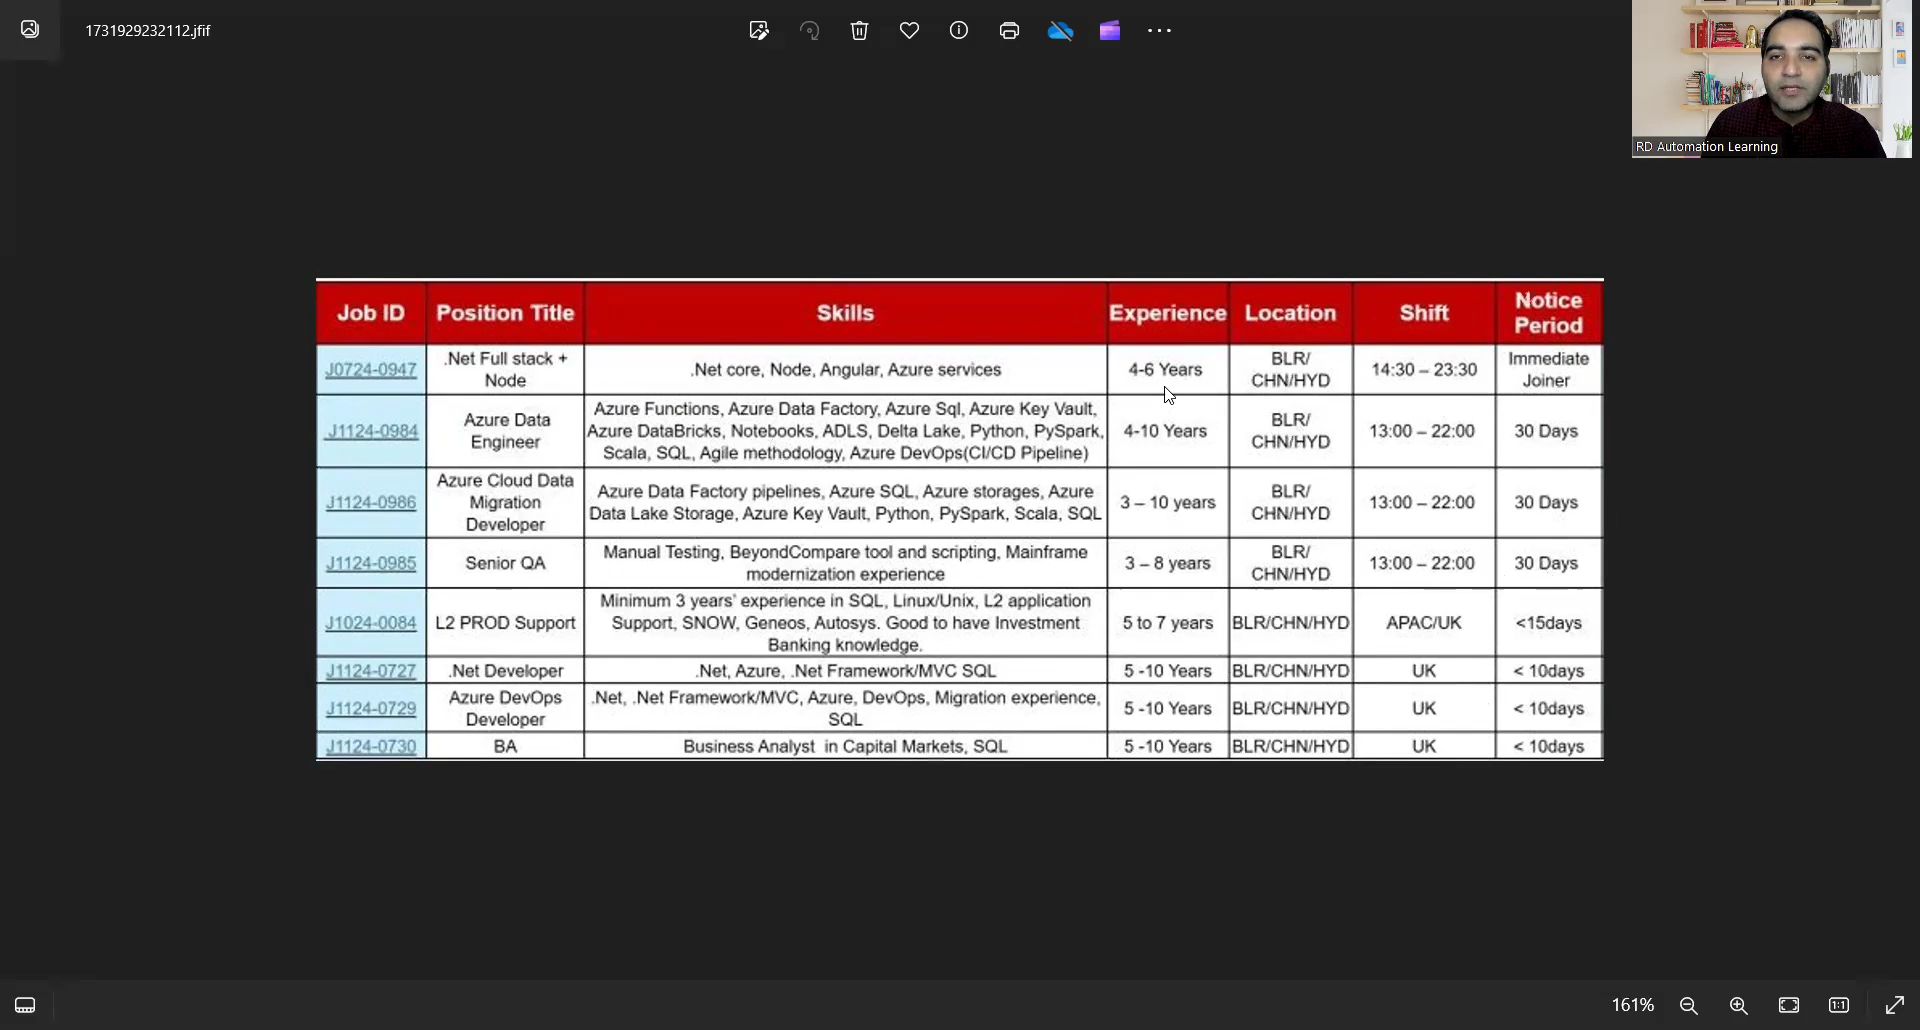 1731929232112.jfif
RD Automation Learning
Job ID
Position Title
Skills
Experience
Location
Shift
Notice
Period
J0724-0947
.Net Full stack +
Node
.Net core, Node, Angular, Azure services
4-6 Years
BLR/
CHN/HYD
14:30 – 23:30
Immediate
Joiner
J1124-0984
Azure Data
Engineer
Azure Functions, Azure Data Factory, Azure Sql, Azure Key Vault,
Azure DataBricks, Notebooks, ADLS, Delta Lake, Python, PySpark,
Scala, SQL, Agile methodology, Azure DevOps(CI/CD Pipeline)
4-10 Years
BLR/
CHN/HYD
13:00 – 22:00
30 Days
J1124-0986
Azure Cloud Data
Migration
Developer
Azure Data Factory pipelines, Azure SQL, Azure storages, Azure
Data Lake Storage, Azure Key Vault, Python, PySpark, Scala, SQL
3 – 10 years
BLR/
CHN/HYD
13:00 – 22:00
30 Days
J1124-0985
Senior QA
Manual Testing, BeyondCompare tool and scripting, Mainframe
modernization experience
3 – 8 years
BLR/
CHN/HYD
13:00 – 22:00
30 Days
J1024-0084
L2 PROD Support
Minimum 3 years' experience in SQL, Linux/Unix, L2 application
Support, SNOW, Geneos, Autosys. Good to have Investment
Banking knowledge.
5 to 7 years
BLR/CHN/HYD
APAC/UK
<15days
J1124-0727
.Net Developer
.Net, Azure, .Net Framework/MVC SQL
5 -10 Years
BLR/CHN/HYD
UK
< 10days
J1124-0729
Azure DevOps
Developer
.Net, .Net Framework/MVC, Azure, DevOps, Migration experience,
SQL
5 -10 Years
BLR/CHN/HYD
UK
< 10days
J1124-0730
BA
Business Analyst  in Capital Markets, SQL
5 -10 Years
BLR/CHN/HYD
UK
< 10days
161%
1:1